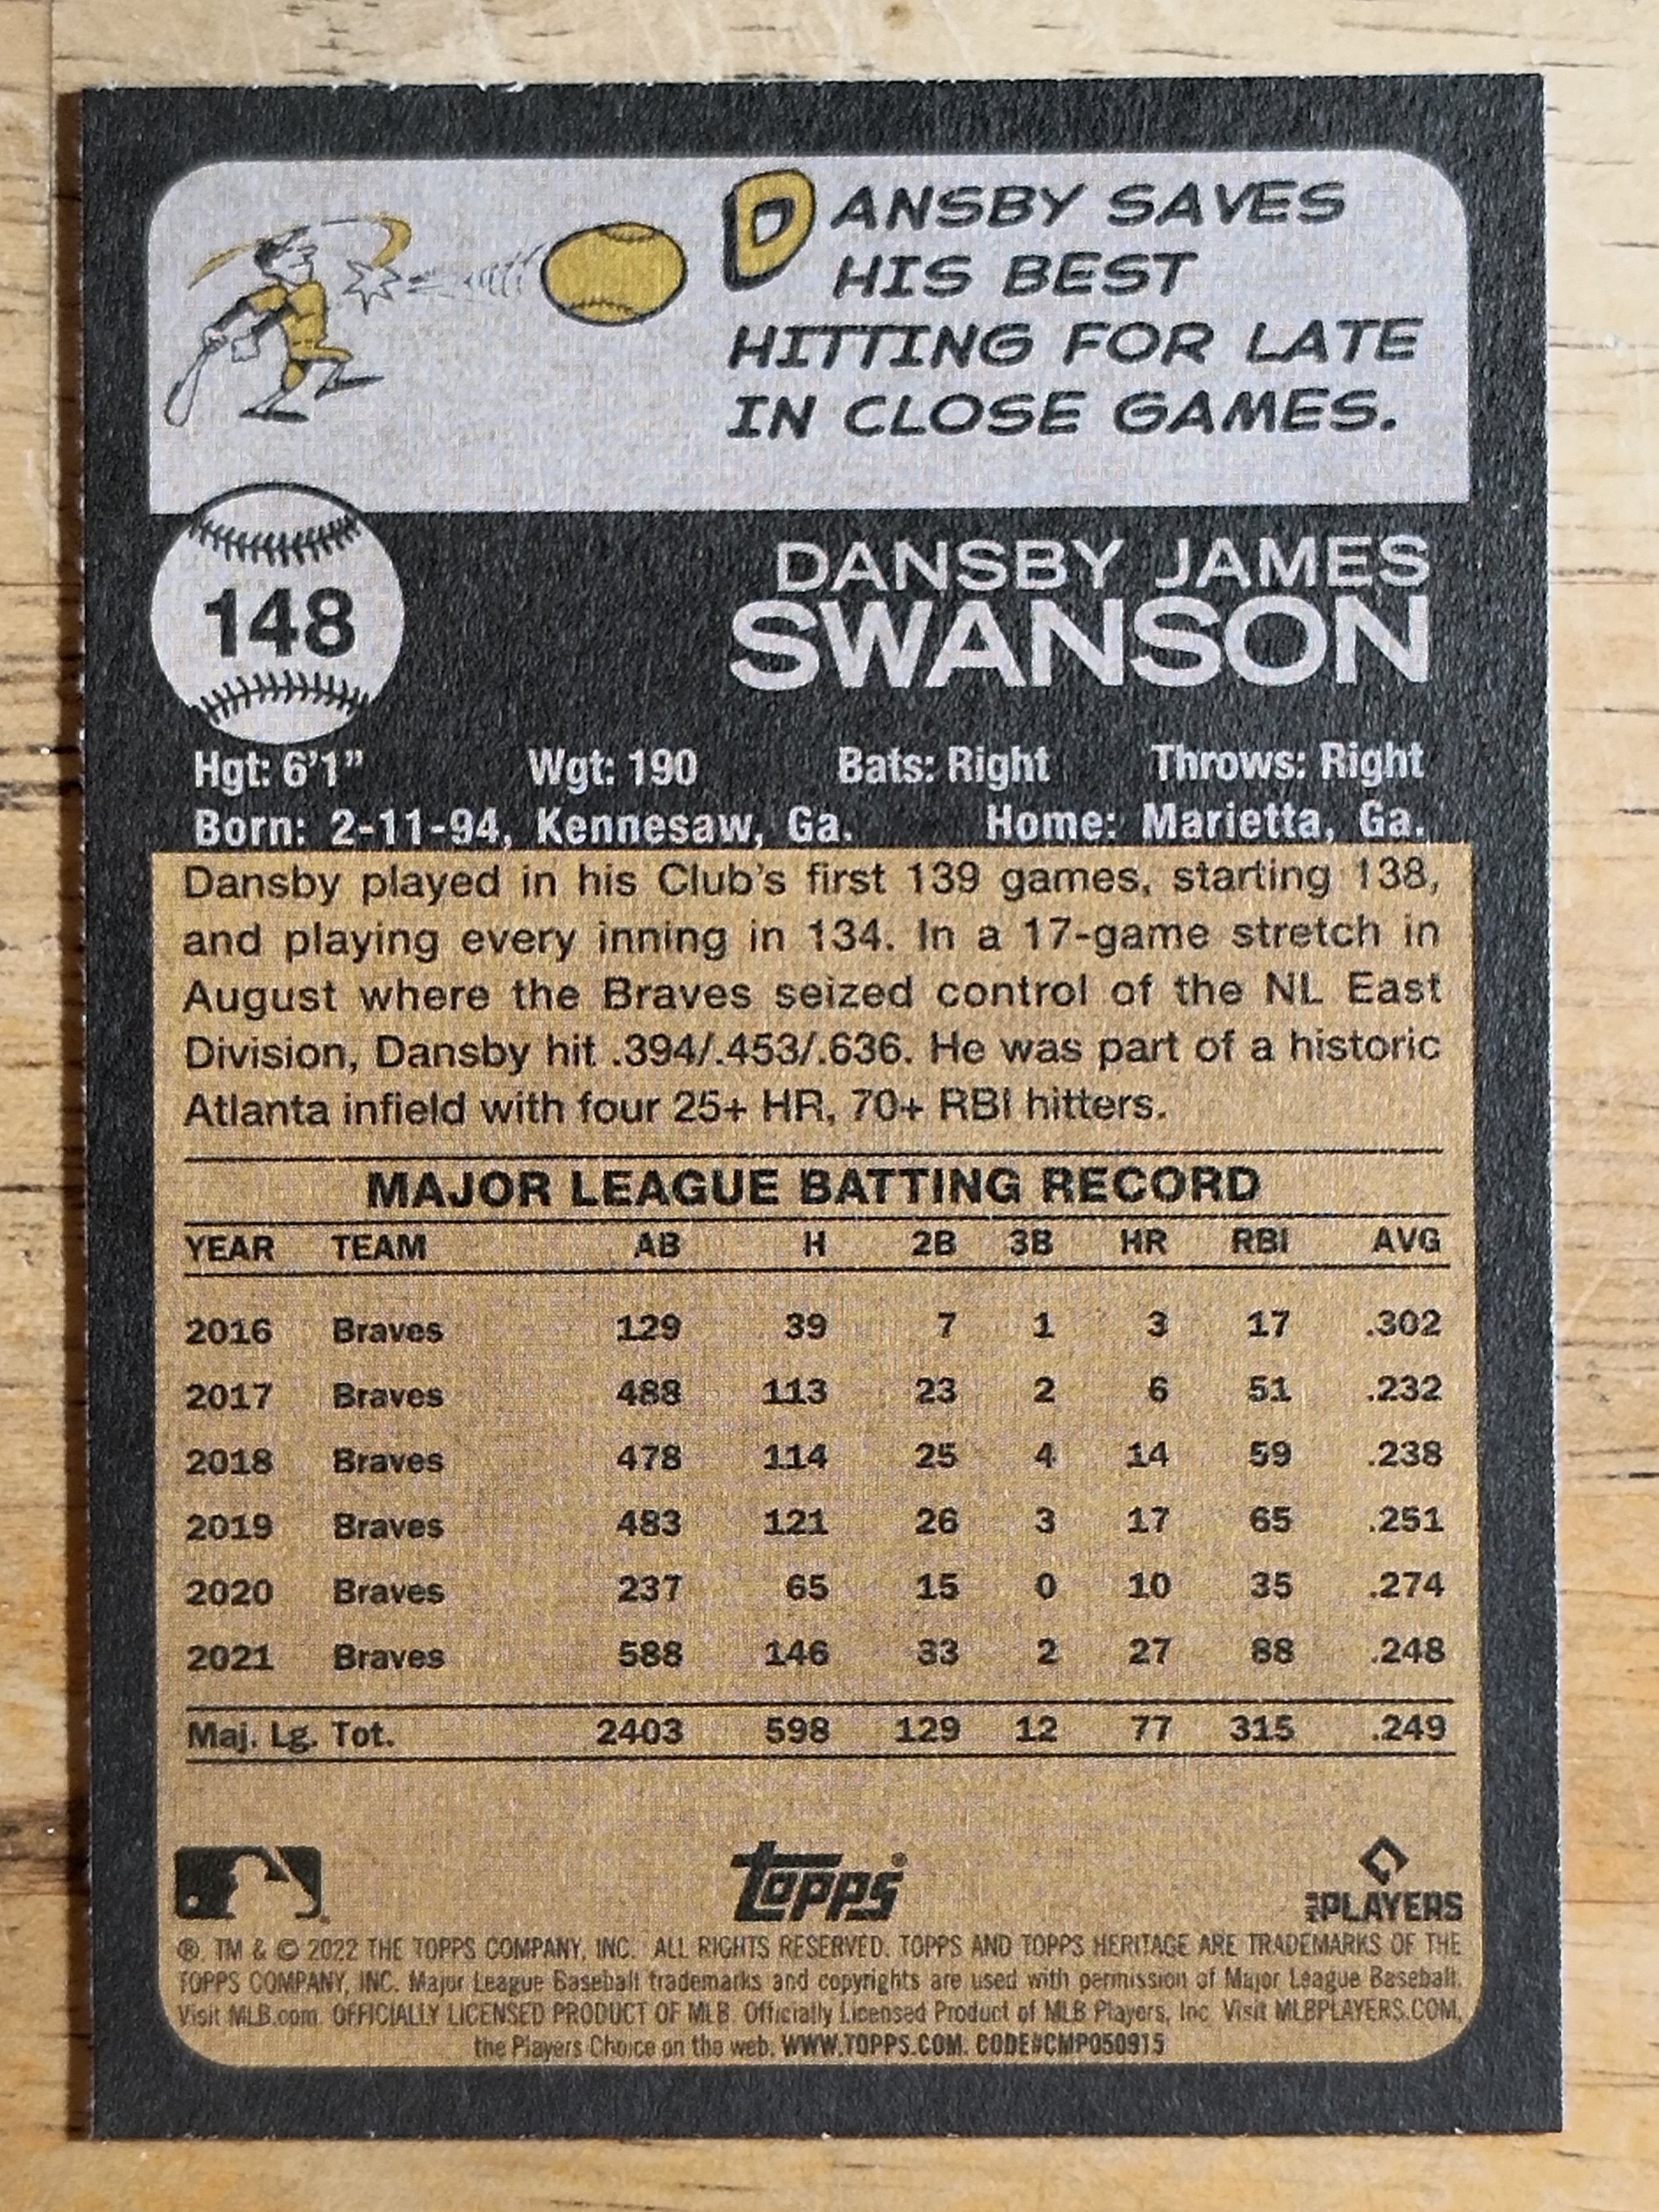 DANSBY SAVES
HIS BEST
HITTING FOR LATE
IN CLOSE GAMES.
148
DANSBY JAMES
SWANSON
Hgt: 6'1" Wgt: 190 Bats: Right Throws: Right
Born: 2-11-94, Kennesaw, Ga. Home: Marietta, Ga.
Dansby played in his Club's first 139 games, starting 138,
and playing every inning in 134. In a 17-game stretch in
August where the Braves seized control of the NL East
Division, Dansby hit .394/.453/.636. He was part of a historic
Atlanta infield with four 25+ HR, 70+ RBI hitters.
MAJOR LEAGUE BATTING RECORD
YEAR TEAM AB H 2B 3B HR RBI AVG
2016 Braves 129 39 7 1 3 17 .302
2017 Braves 488 113 23 2 6 51 .232
2018 Braves 478 114 25 4 14 59 .238
2019 Braves 483 121 26 3 17 65 .251
2020 Braves 237 65 15 0 10 35 .274
2021 Braves 588 146 33 2 27 88 .248
Maj. Lg. Tot. 2403 598 129 12 77 315 .249
topps®
PLAYERS
®, TM & © 2022 THE TOPPS COMPANY, INC. ALL RIGHTS RESERVED. TOPPS AND TOPPS HERITAGE ARE TRADEMARKS OF THE
TOPPS COMPANY, INC. Major League Baseball trademarks and copyrights are used with permission of Major League Baseball.
Visit MLB.com. OFFICIALLY LICENSED PRODUCT OF MLB. Officially Licensed Product of MLB Players, Inc. Visit MLBPLAYERS.COM,
the Players Choice on the web. WWW.TOPPS.COM. CODE#CMP050915